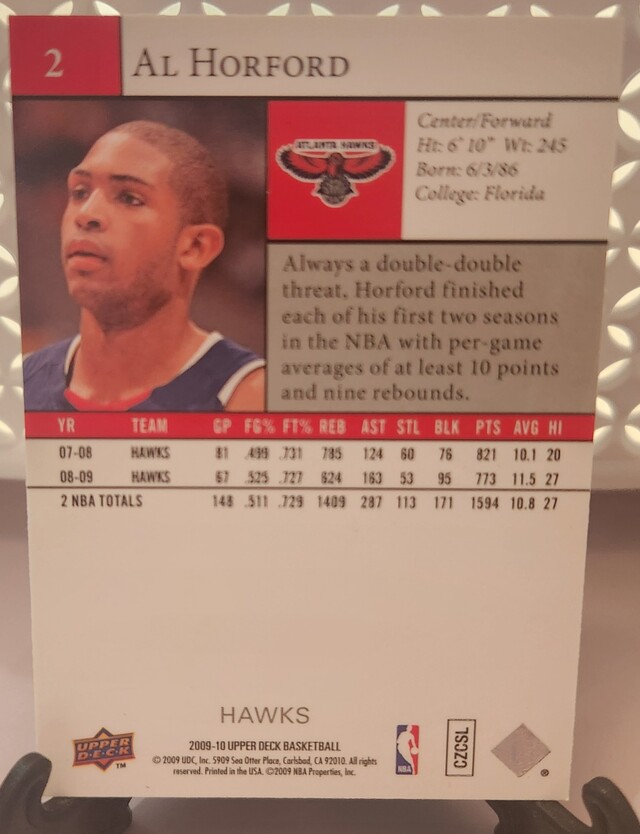 2
AL HORFORD
ATLANTA HAWKS
Center/Forward
Ht: 6' 10" Wt: 245
Born: 6/3/86
College: Florida
Always a double-double
threat, Horford finished
each of his first two seasons
in the NBA with per-game
averages of at least 10 points
and nine rebounds.
YR TEAM GP FG% FT% REB AST STL BLK PTS AVG HI
07-08 HAWKS 81 .499 .731 785 124 60 76 821 10.1 20
08-09 HAWKS 67 .525 .727 624 163 53 95 773 11.5 27
2 NBA TOTALS 148 .511 .729 1409 287 113 171 1594 10.8 27
HAWKS
UPPER
D·E·C·K
TM
2009-10 UPPER DECK BASKETBALL
© 2009 UDC, Inc. 5909 Sea Otter Place, Carlsbad, CA 92010. All rights
reserved. Printed in the USA. ©2009 NBA Properties, Inc.
NBA
CZCSL
®